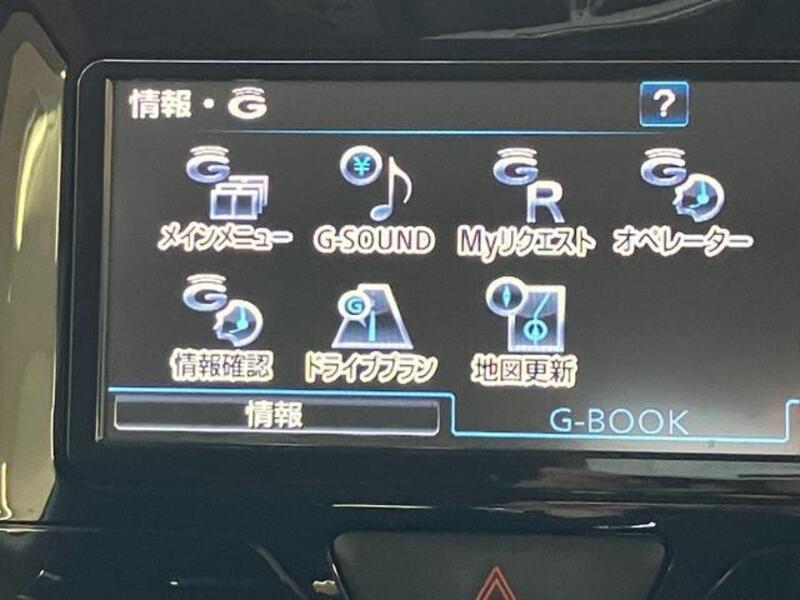 情報・G
?
メインメニュー G-SOUND Myリクエスト オペレーター
情報確認 ドライブプラン 地図更新
情報 G-BOOK